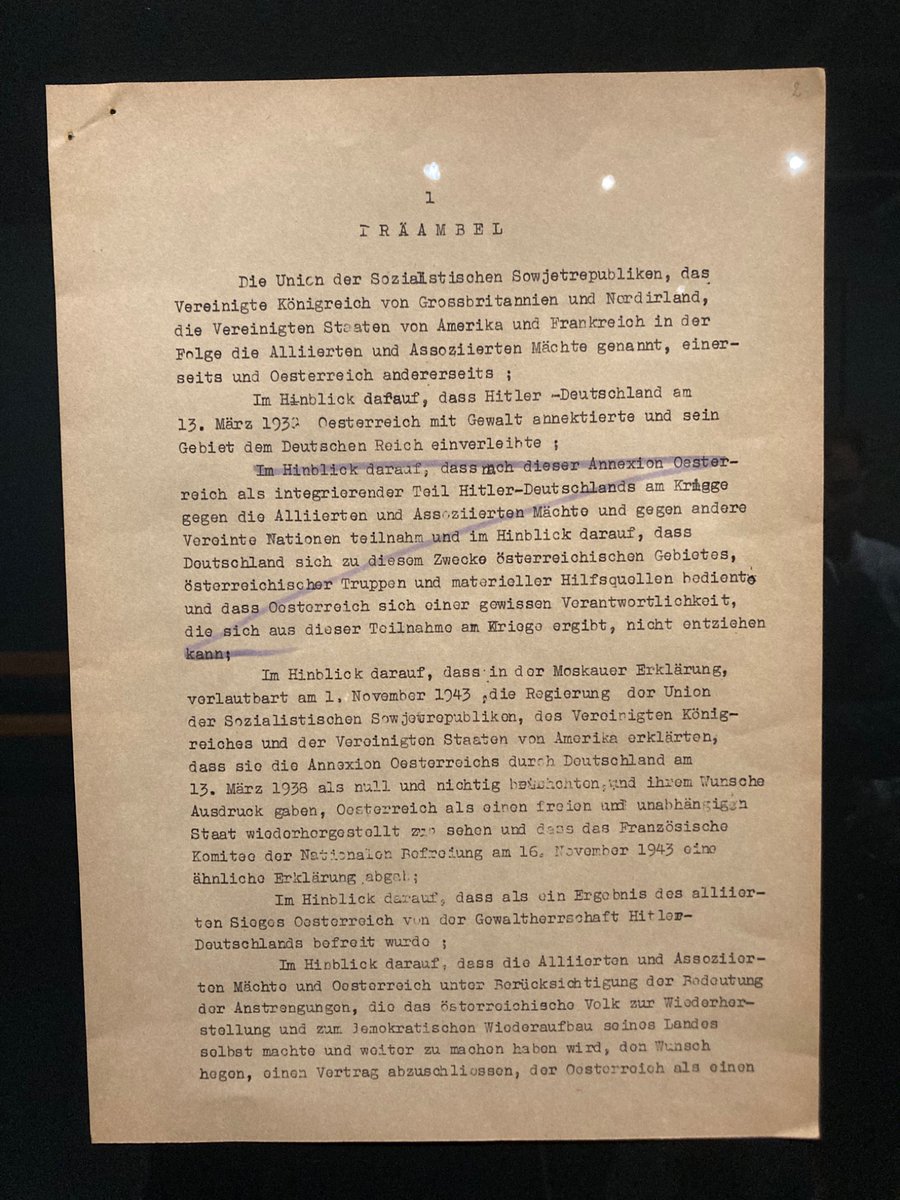 2
1
PRÄAMBEL
Die Union der Sozialistischen Sowjetrepubliken, das
Vereinigte Königreich von Grossbritannien und Nordirland,
die Vereinigten Staaten von Amerika und Frankreich in der
Folge die Alliierten und Assoziierten Mächte genannt, einer-
seits und Oesterreich andererseits ;
Im Hinblick darauf, dass Hitler -Deutschland am
13. März 1938 Oesterreich mit Gewalt annektierte und sein
Gebiet dem Deutschen Reich einverleibte ;
Im Hinblick darauf, dass nach dieser Annexion Oester-
reich als integrierender Teil Hitler-Deutschlands am Kriege
gegen die Alliierten und Assoziierten Mächte und gegen andere
Vereinte Nationen teilnahm und im Hinblick darauf, dass
Deutschland sich zu diesem Zwecke österreichischen Gebietes,
österreichischer Truppen und materieller Hilfsquellen bediente
und dass Oesterreich sich einer gewissen Verantwortlichkeit,
die sich aus dieser Teilnahme am Kriege ergibt, nicht entziehen
kann;
Im Hinblick darauf, dass in der Moskauer Erklärung,
verlautbart am 1. November 1943 ,die Regierung der Union
der Sozialistischen Sowjetrepubliken, des Vereinigten König-
reiches und der Vereinigten Staaten von Amerika erklärten,
dass sie die Annexion Oesterreichs durch Deutschland am
13. März 1938 als null und nichtig betrachten,und ihrem Wunsche
Ausdruck gaben, Oesterreich als einen freien und unabhängigen
Staat wiederhergestellt zu sehen und dass das Französische
Komitee der Nationalen Befreiung am 16. November 1943 eine
ähnliche Erklärung abgab;
Im Hinblick darauf, dass als ein Ergebnis des alliier-
ten Sieges Oesterreich von der Gewaltherrschaft Hitler-
Deutschlands befreit wurde ;
Im Hinblick darauf, dass die Alliierten und Assoziier-
ten Mächte und Oesterreich unter Berücksichtigung der Bedeutung
der Anstrengungen, die das österreichische Volk zur Wiederher-
stellung und zum demokratischen Wiederaufbau seines Landes
selbst machte und weiter zu machen haben wird, den Wunsch
hegen, einen Vertrag abzuschliessen, der Oesterreich als einen